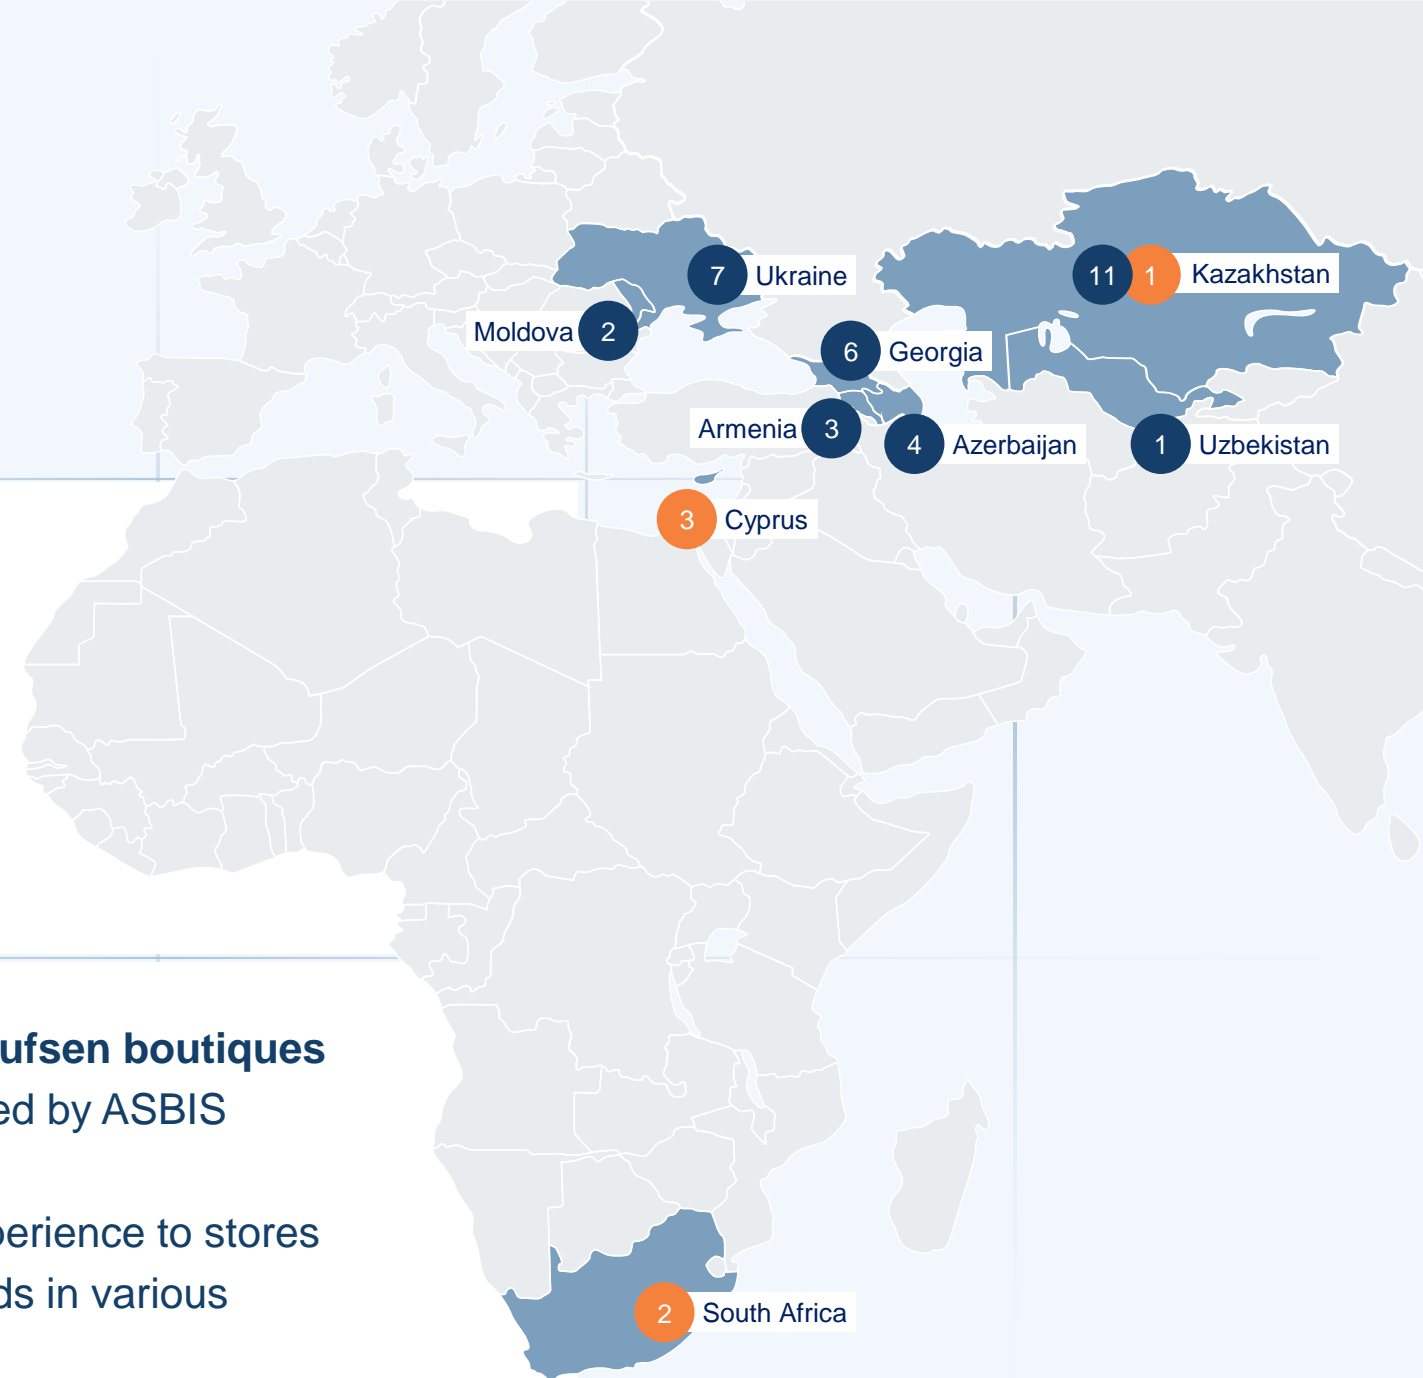 7 Ukraine
11 1 Kazakhstan
Moldova 2
6 Georgia
Armenia 3
4 Azerbaijan
1 Uzbekistan
3 Cyprus
ufsen boutiques
ed by ASBIS
perience to stores
ds in various
2 South Africa